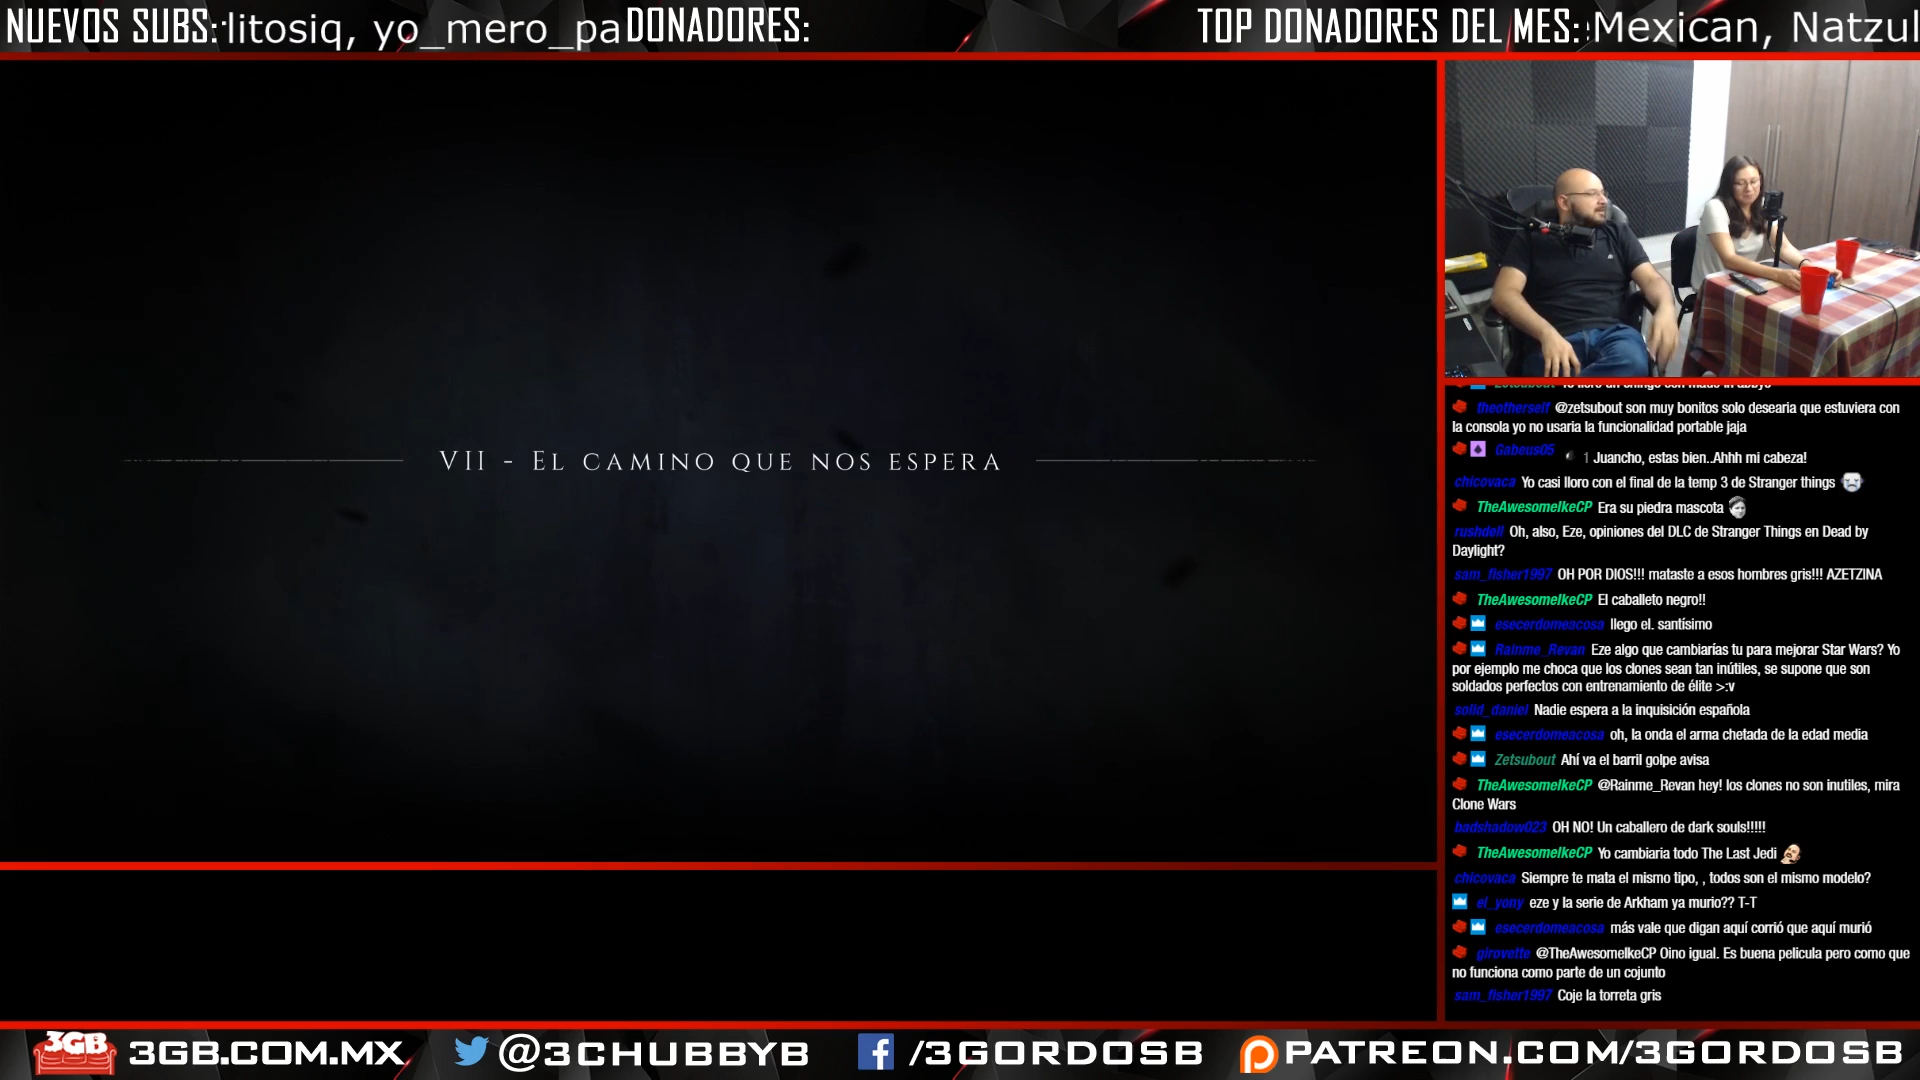 NUEVOS SUBS: litosiq, yo_mero_pa DONADORES: TOP DONADORES DEL MES: Mexican, Natzul
VII - El camino que nos espera
theotherself @zetsubout son muy bonitos solo desearia que estuviera con
la consola yo no usaria la funcionalidad portable jaja
Gabeus05 1 Juancho, estas bien..Ahhh mi cabeza!
chicovaca Yo casi lloro con el final de la temp 3 de Stranger things
TheAwesomeIkeCP Era su piedra mascota
rushdell Oh, also, Eze, opiniones del DLC de Stranger Things en Dead by
Daylight?
sam_fisher1997 OH POR DIOS!!! mataste a esos hombres gris!!! AZETZINA
TheAwesomeIkeCP El caballeto negro!!
esecerdomeacosa llego el. santísimo
Rainme_Revan Eze algo que cambiarías tu para mejorar Star Wars? Yo
por ejemplo me choca que los clones sean tan inútiles, se supone que son
soldados perfectos con entrenamiento de élite >:v
solid_daniel Nadie espera a la inquisición española
esecerdomeacosa oh, la onda el arma chetada de la edad media
Zetsubout Ahí va el barril golpe avisa
TheAwesomeIkeCP @Rainme_Revan hey! los clones no son inutiles, mira
Clone Wars
badshadow023 OH NO! Un caballero de dark souls!!!!!
TheAwesomeIkeCP Yo cambiaria todo The Last Jedi
chicovaca Siempre te mata el mismo tipo, , todos son el mismo modelo?
el_yony eze y la serie de Arkham ya murio?? T-T
esecerdomeacosa más vale que digan aquí corrió que aquí murió
girovette @TheAwesomeIkeCP Oino igual. Es buena pelicula pero como que
no funciona como parte de un cojunto
sam_fisher1997 Coje la torreta gris
3GB 3GB.COM.MX @3CHUBBYB /3GORDOSB PATREON.COM/3GORDOSB